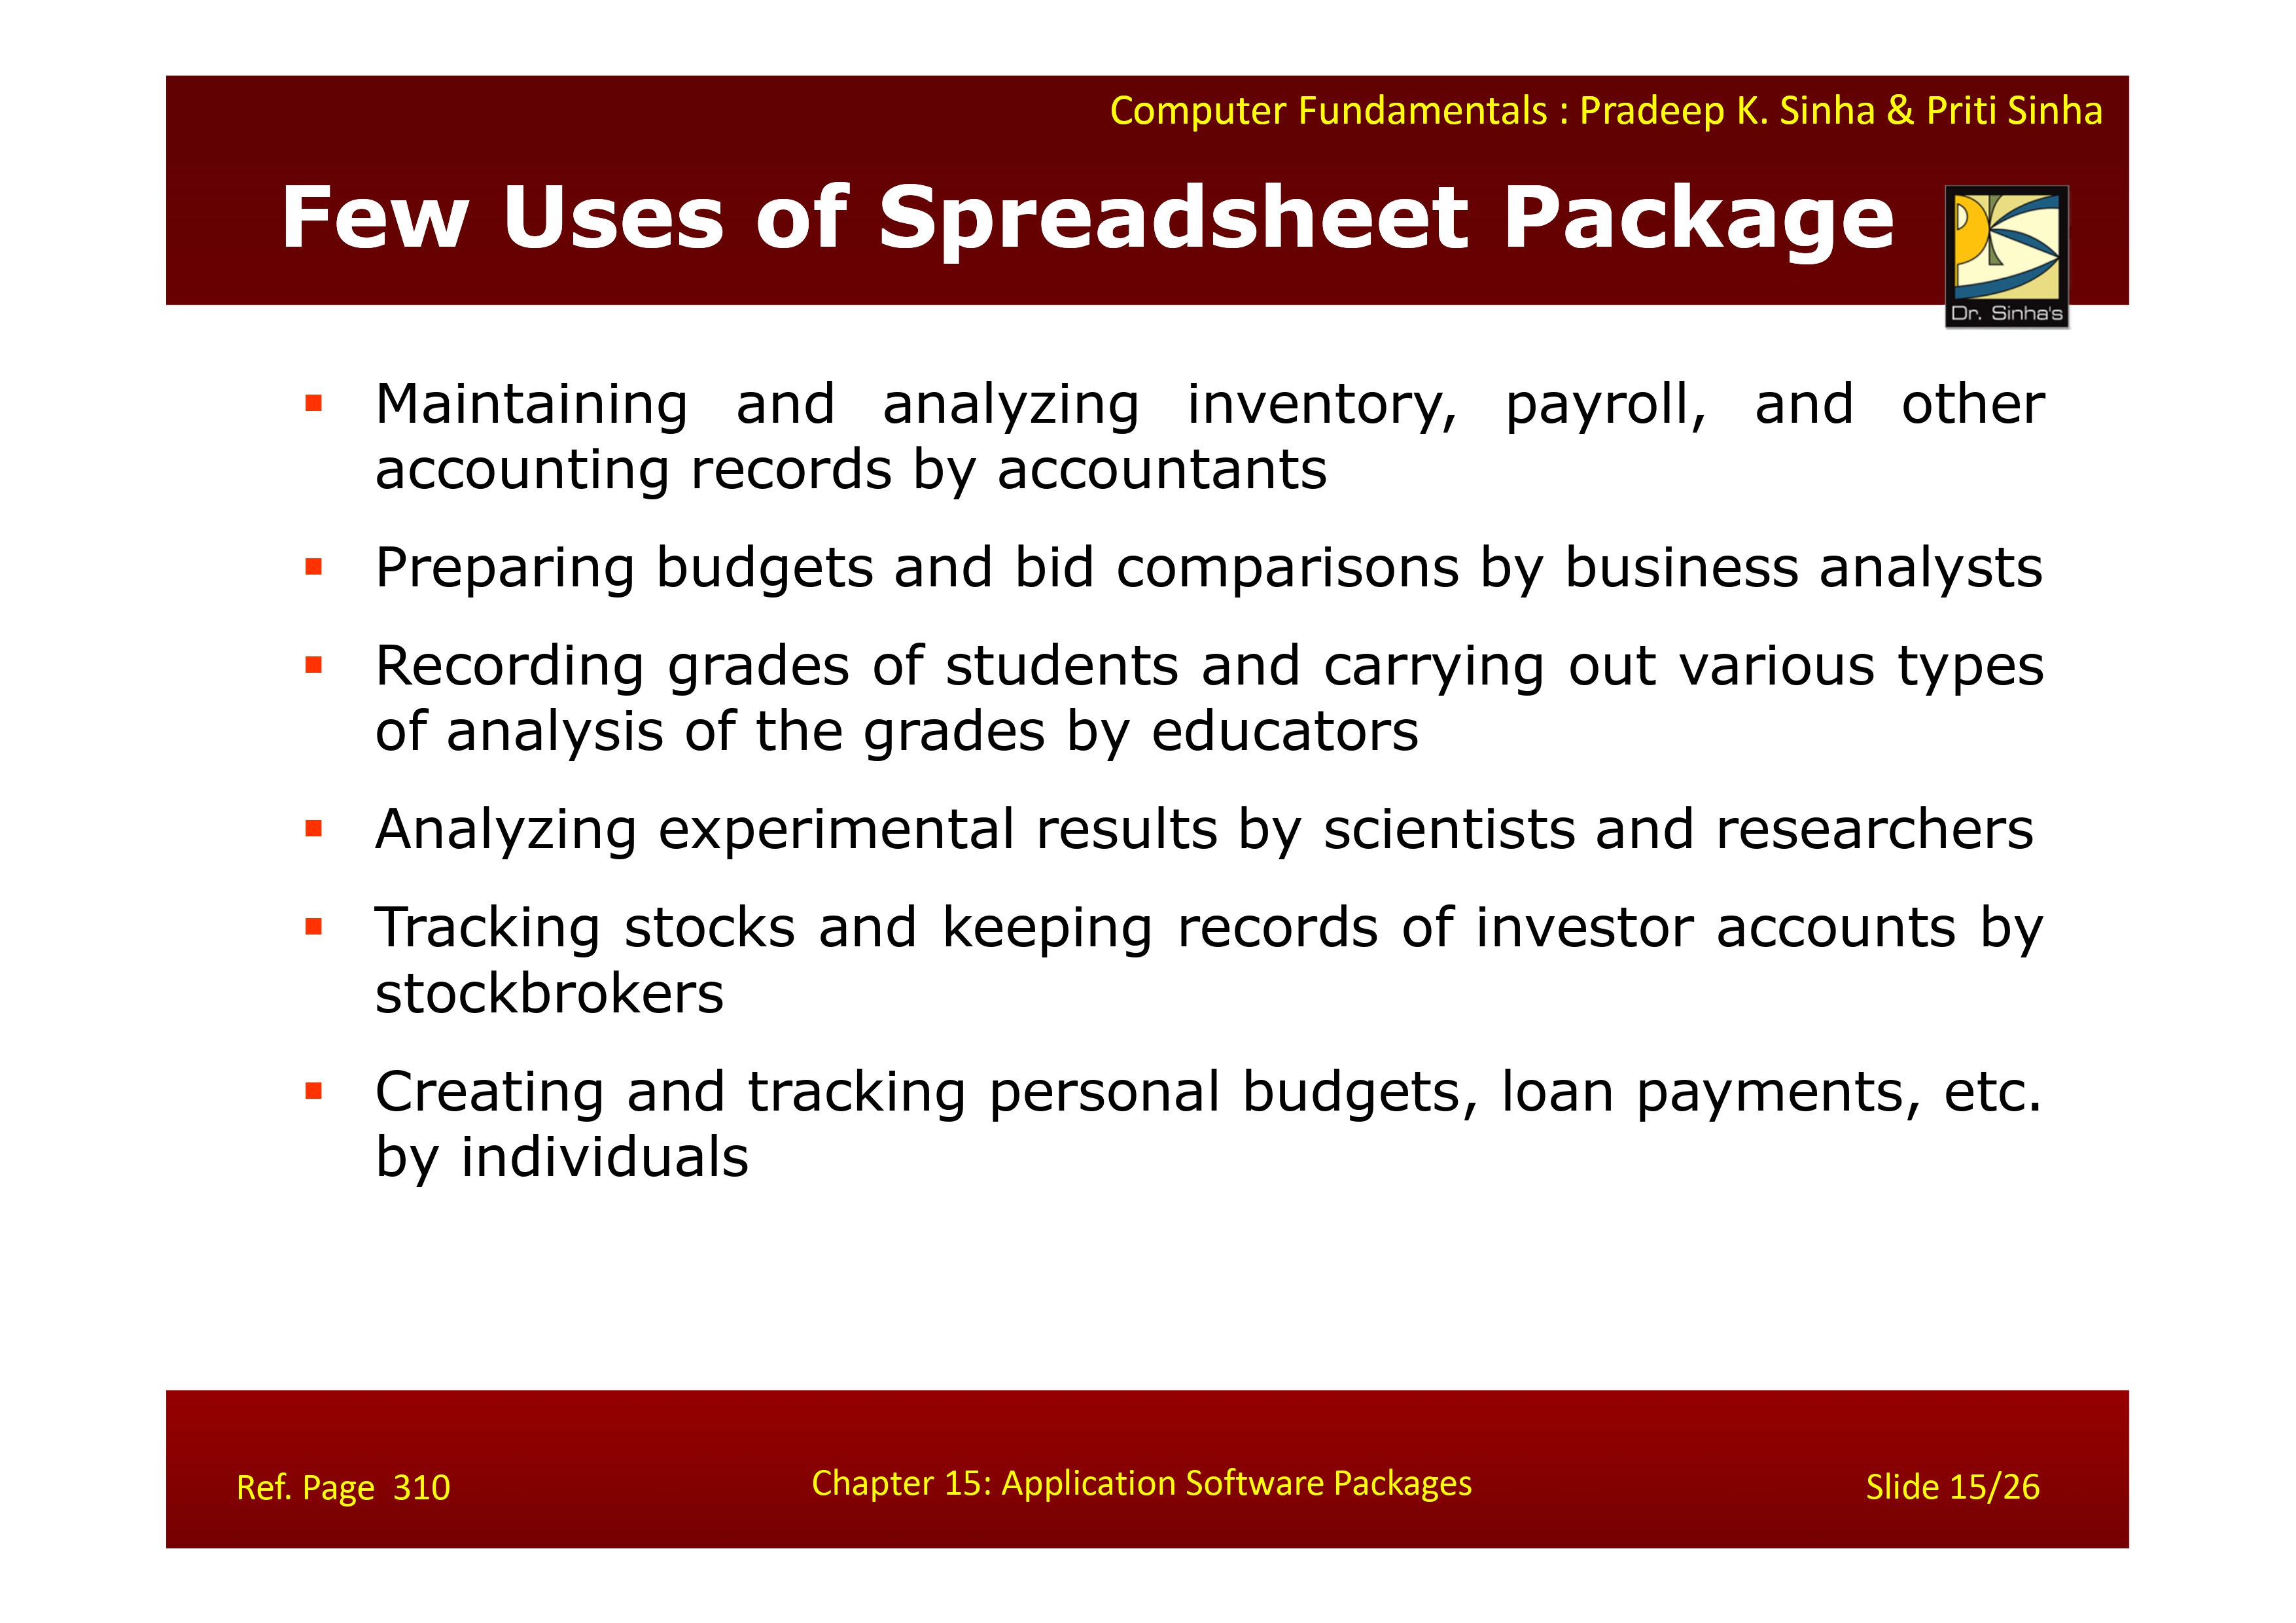 Computer Fundamentals : Pradeep K. Sinha & Priti Sinha
Few Uses of Spreadsheet Package
Dr. Sinha's
▪ Maintaining and analyzing inventory, payroll, and other
accounting records by accountants
▪ Preparing budgets and bid comparisons by business analysts
▪ Recording grades of students and carrying out various types
of analysis of the grades by educators
▪ Analyzing experimental results by scientists and researchers
▪ Tracking stocks and keeping records of investor accounts by
stockbrokers
▪ Creating and tracking personal budgets, loan payments, etc.
by individuals
Ref. Page 310
Chapter 15: Application Software Packages
Slide 15/26